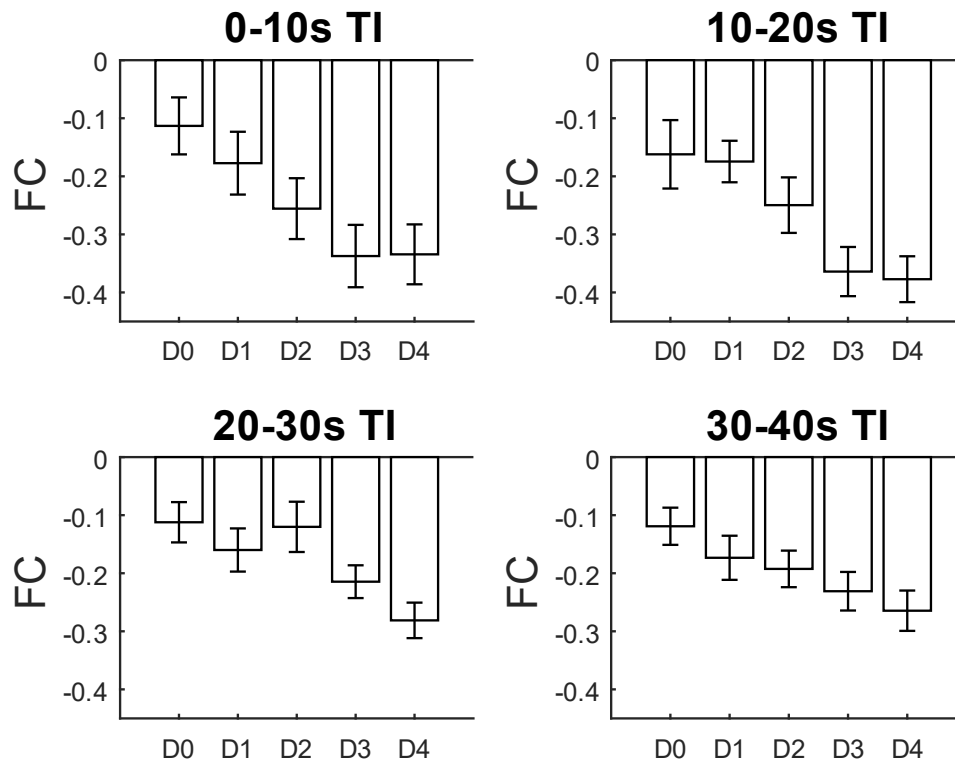 0-10s TI
0
-0.1
-0.2
-0.3
-0.4
FC
D0 D1 D2 D3 D4
10-20s TI
0
-0.1
-0.2
-0.3
-0.4
FC
D0 D1 D2 D3 D4
20-30s TI
0
-0.1
-0.2
-0.3
-0.4
FC
D0 D1 D2 D3 D4
30-40s TI
0
-0.1
-0.2
-0.3
-0.4
FC
D0 D1 D2 D3 D4